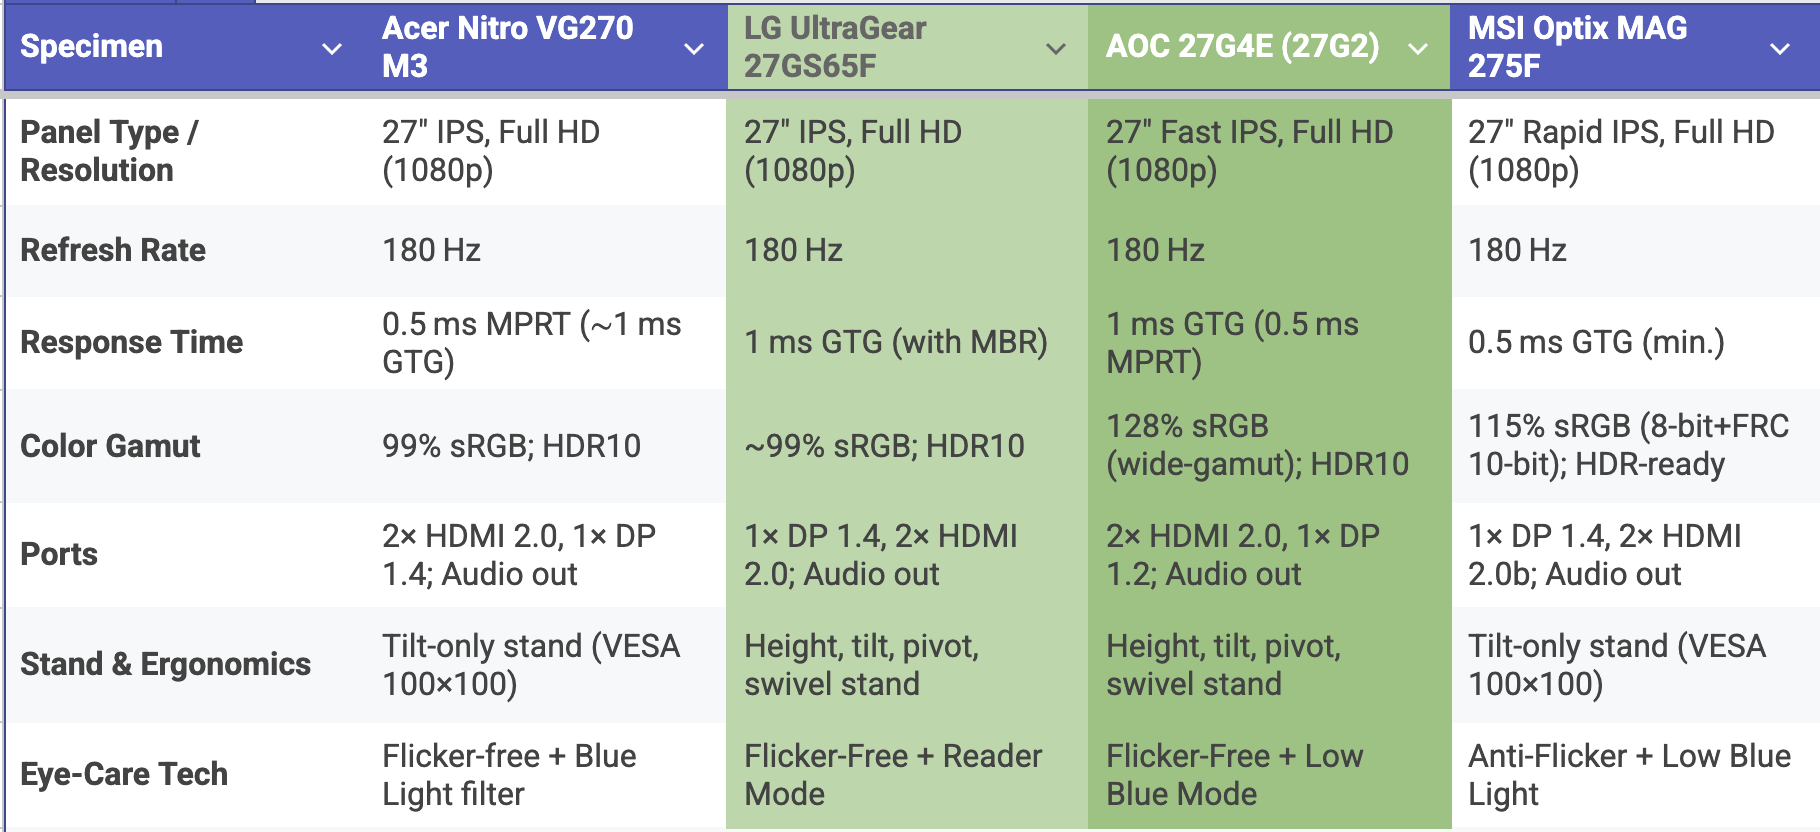 Specimen
Acer Nitro VG270
M3
LG UltraGear
27GS65F
AOC 27G4E (27G2)
MSI Optix MAG
275F
Panel Type /
Resolution
27" IPS, Full HD
(1080p)
27" IPS, Full HD
(1080p)
27" Fast IPS, Full HD
(1080p)
27" Rapid IPS, Full HD
(1080p)
Refresh Rate
180 Hz
180 Hz
180 Hz
180 Hz
Response Time
0.5 ms MPRT (~1 ms
GTG)
1 ms GTG (with MBR)
1 ms GTG (0.5 ms
MPRT)
0.5 ms GTG (min.)
Color Gamut
99% sRGB; HDR10
~99% sRGB; HDR10
128% sRGB
(wide-gamut); HDR10
115% sRGB (8-bit+FRC
10-bit); HDR-ready
Ports
2× HDMI 2.0, 1× DP
1.4; Audio out
1× DP 1.4, 2× HDMI
2.0; Audio out
2× HDMI 2.0, 1× DP
1.2; Audio out
1× DP 1.4, 2× HDMI
2.0b; Audio out
Stand & Ergonomics
Tilt-only stand (VESA
100×100)
Height, tilt, pivot,
swivel stand
Height, tilt, pivot,
swivel stand
Tilt-only stand (VESA
100×100)
Eye-Care Tech
Flicker-free + Blue
Light filter
Flicker-Free + Reader
Mode
Flicker-Free + Low
Blue Mode
Anti-Flicker + Low Blue
Light